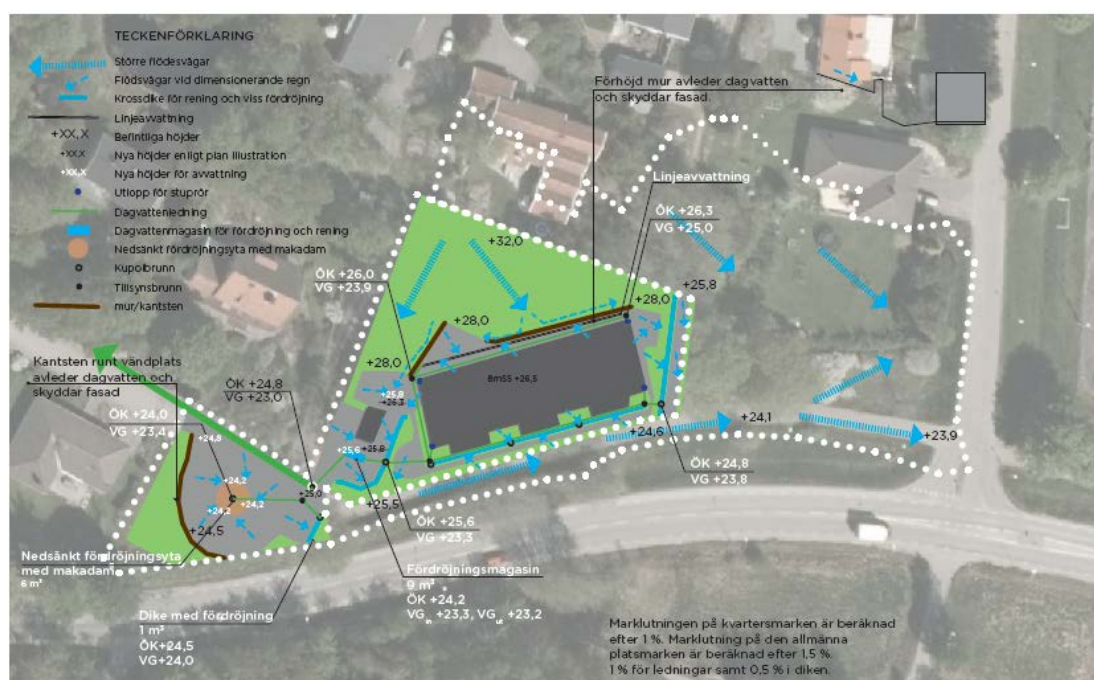 TECKENFÖRKLARING
Större flödesvägar
Flödsvägar vid dimensionerande regn
Krossdike för rening och viss fördröjning
Linjeavvattning
+XX,X Befintliga höjder
+XX,X Nya höjder enligt plan illustration
+XX,X Nya höjder för avvattning
Utlopp för stuprör
Dagvattenledning
Dagvattenmagasin för fördröjning och rening
Nedsänkt fördröjningsyta med makadam
Kupolbrunn
Tillsynsbrunn
mur/kantsten
Förhöjd mur avleder dagvatten
och skyddar fasad.
Linjeavvattning
ÖK +26,3
VG +25,0
+32,0
ÖK +26,0
VG +23,9
+25,8
+28,0
+28,0
+28,0
Kantsten runt vändplats
avleder dagvatten och
skyddar fasad
ÖK +24,8
VG +23,0
+25,8
+26,3
BmSS +26,5
ÖK +24,0
VG +23,4
+24,8
+25,6
+25,8
+24,6
+24,1
+23,9
+24,2
+24,2
+24,2
+25,0
+25,5
+24,5
ÖK +24,8
VG +23,8
ÖK +25,6
VG +23,3
Nedsänkt fördröjningsyta
med makadam
6 m³
Fördröjningsmagasin
9 m³
ÖK +24,2
VG in +23,3, VG ut +23,2
Dike med fördröjning
1 m³
ÖK+24,5
VG+24,0
Marklutningen på kvartersmarken är beräknad
efter 1 %. Marklutning på den allmänna
platsmarken är beräknad efter 1,5 %.
1 % för ledningar samt 0,5 % i diken.